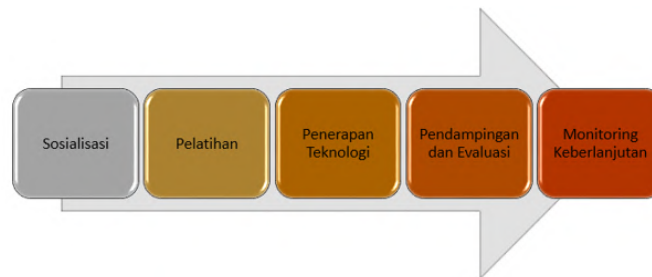 Sosialisasi
Pelatihan
Penerapan
Teknologi
Pendampingan
dan Evaluasi
Monitoring
Keberlanjutan